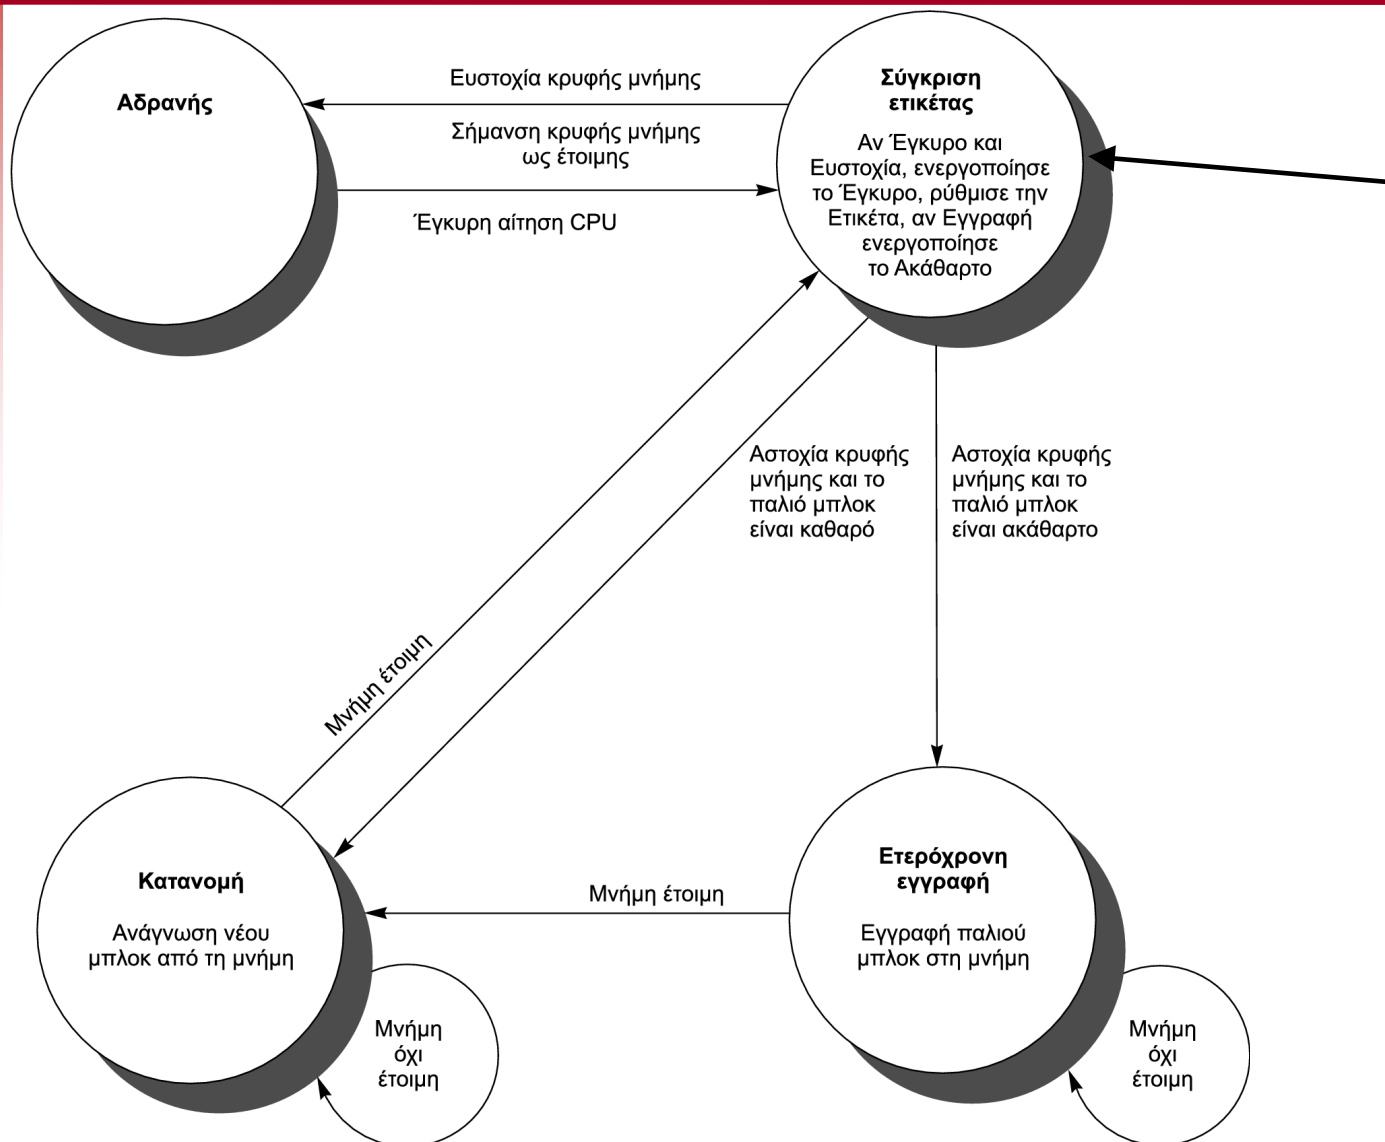 Αδρανής
Ευστοχία κρυφής μνήμης
Σήμανση κρυφής μνήμης
ως έτοιμης
Έγκυρη αίτηση CPU
Σύγκριση
ετικέτας
Αν Έγκυρο και
Ευστοχία, ενεργοποίησε
το Έγκυρο, ρύθμισε την
Ετικέτα, αν Εγγραφή
ενεργοποίησε
το Ακάθαρτο
Αστοχία κρυφής
μνήμης και το
παλιό μπλοκ
είναι καθαρό
Αστοχία κρυφής
μνήμης και το
παλιό μπλοκ
είναι ακάθαρτο
Μνήμη έτοιμη
Κατανομή
Ανάγνωση νέου
μπλοκ από τη μνήμη
Μνήμη έτοιμη
Ετερόχρονη
εγγραφή
Εγγραφή παλιού
μπλοκ στη μνήμη
Μνήμη
όχι
έτοιμη
Μνήμη
όχι
έτοιμη